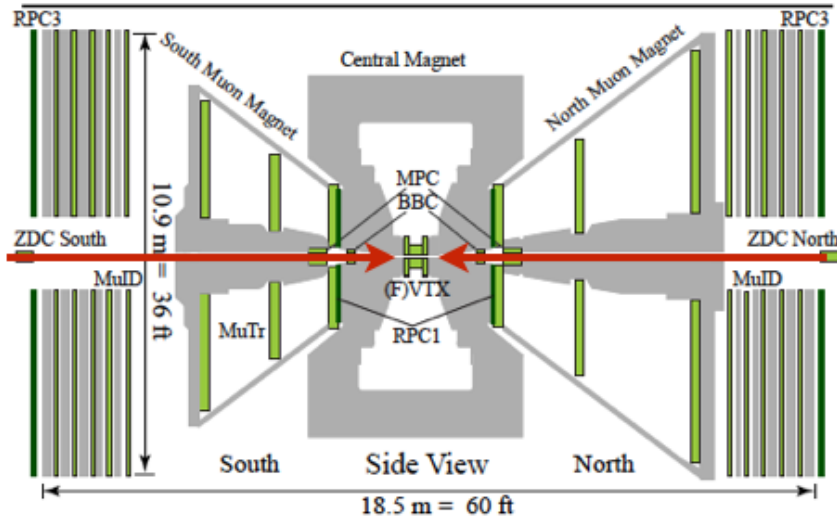 RPC3
RPC3
South Muon Magnet
Central Magnet
North Muon Magnet
MPC
BBC
10.9 m = 36 ft
ZDC South
ZDC North
MuID
MuID
(F)VTX
MuTr
RPC1
South
Side View
North
18.5 m = 60 ft